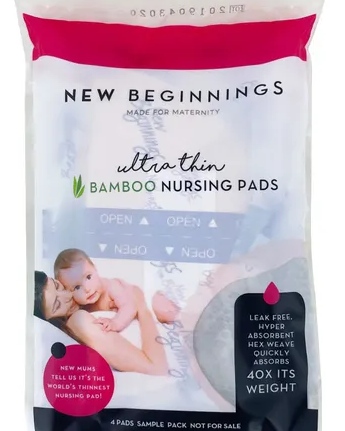 NEW BEGINNINGS
MADE FOR MATERNITY
ultra thin
BAMBOO NURSING PADS
OPEN OPEN
OPEN OPEN
NEW MUMS
TELL US IT'S THE
WORLD'S THINNEST
NURSING PAD!
LEAK FREE,
HYPER
ABSORBENT
HEX WEAVE
QUICKLY
ABSORBS
40X ITS
WEIGHT
4 PADS SAMPLE PACK NOT FOR SALE